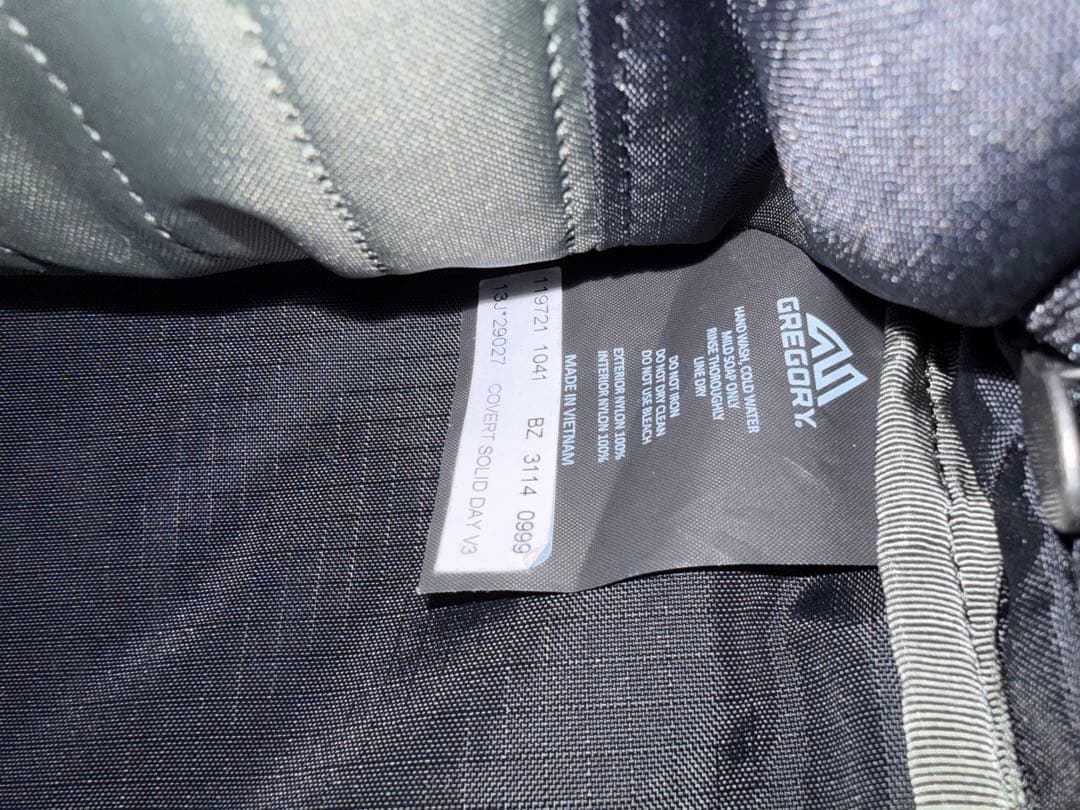 GREGORY.
HAND WASH, COLD WATER
MILD SOAP ONLY
RINSE THOROUGHLY
LINE DRY
DO NOT IRON
DO NOT DRY CLEAN
DO NOT USE BLEACH
EXTERIOR NYLON 100%
INTERIOR NYLON 100%
MADE IN VIETNAM
119721 1041 BZ 3114 0999
13J*29027 COVERT SOLID DAY V3